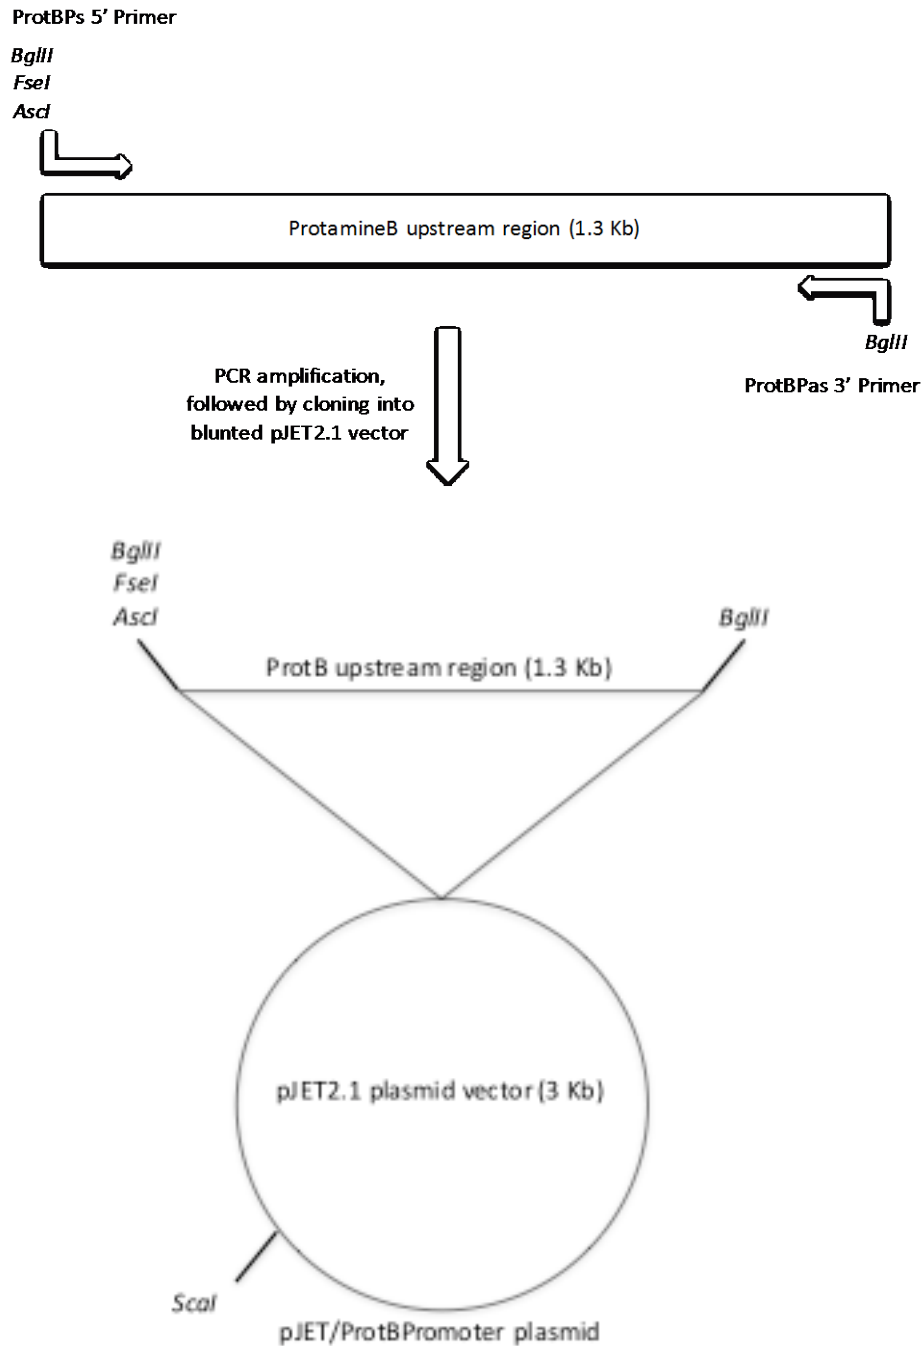 ProtBPs 5’ Primer
BglII
FseI
AscI
ProtamineB upstream region (1.3 Kb)
BglII
ProtBPas 3’ Primer
PCR amplification,
followed by cloning into
blunted pJET2.1 vector
BglII
FseI
AscI
BglII
ProtB upstream region (1.3 Kb)
pJET2.1 plasmid vector (3 Kb)
ScaI
pJET/ProtBPromoter plasmid